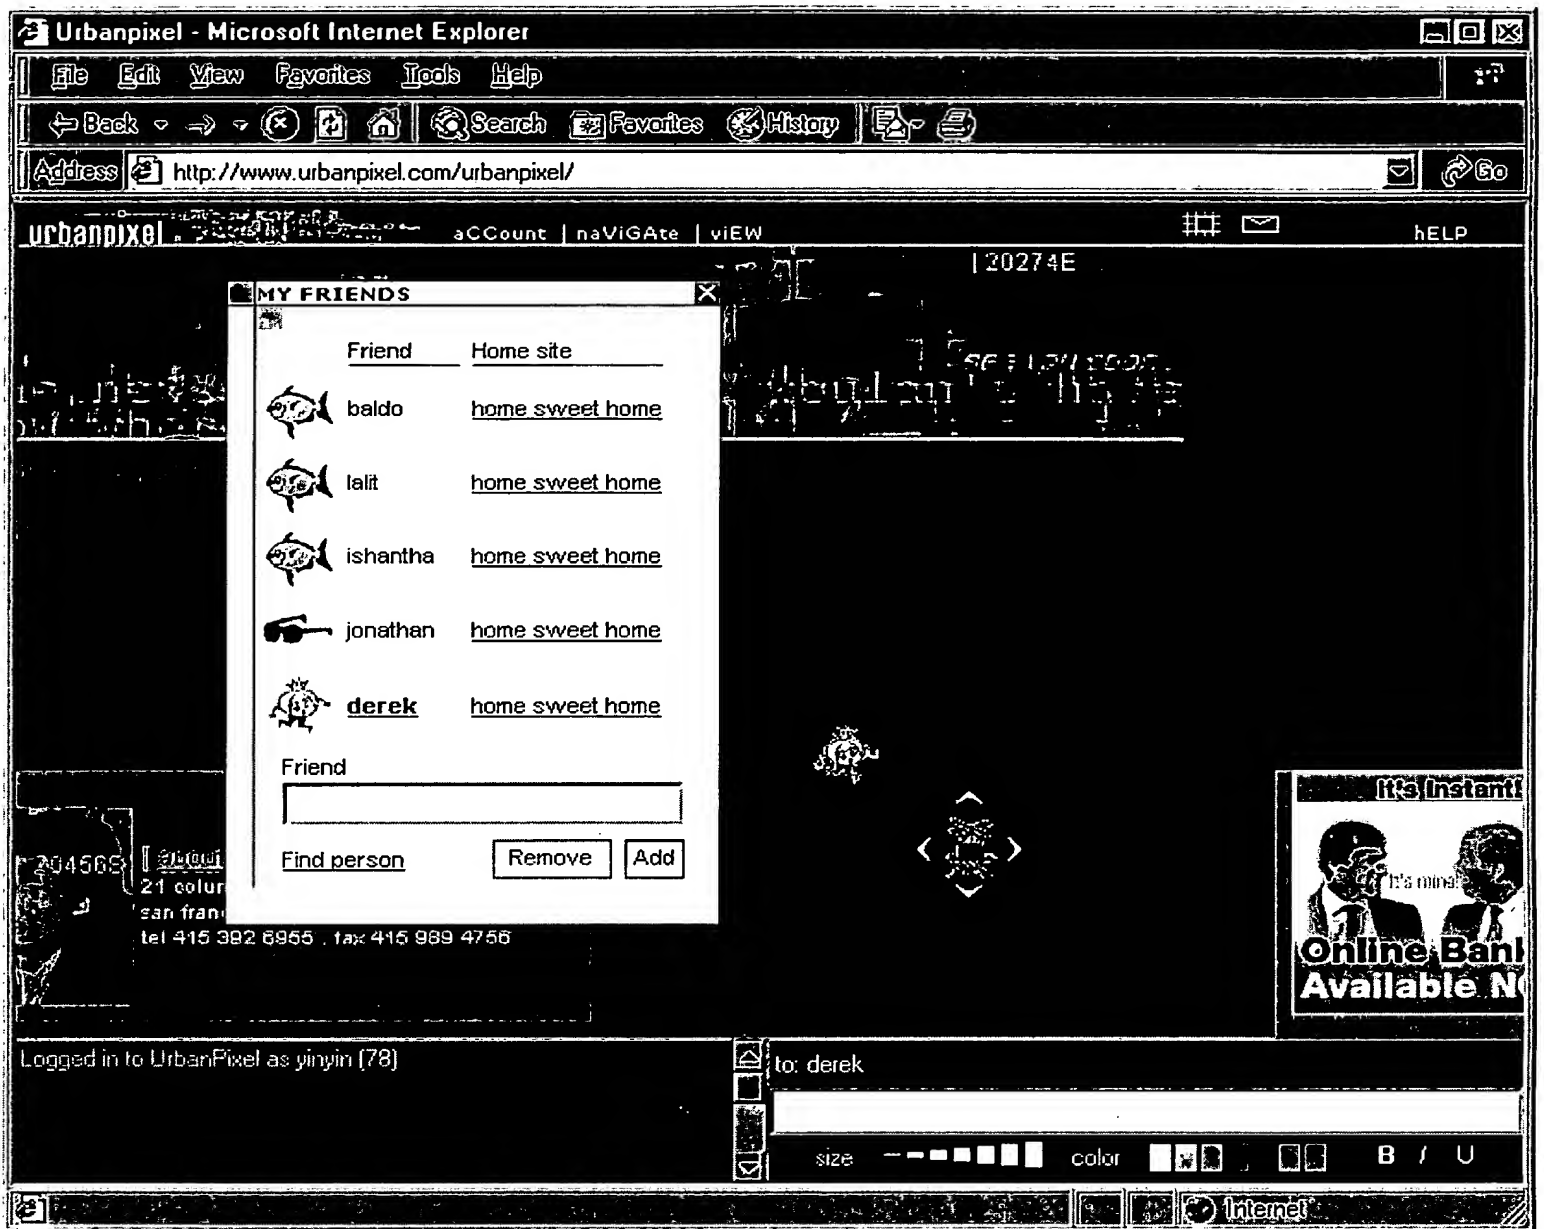 Urbanpixel - Microsoft Internet Explorer
File Edit View Favorites Tools Help
Back Search Favorites History
Address http://www.urbanpixel.com/urbanpixel/ Go
urbanpixel aCCount | naViGAte | viEW hELP
| 20274E
MY FRIENDS
Friend Home site
baldo home sweet home
lalit home sweet home
ishantha home sweet home
jonathan home sweet home
derek home sweet home
Friend
Find person Remove Add
| about
21 colum
san fran
tel 415 392 6955 . fax 415 989 4756
It's Instant!
It's mine!
Online Bank
Available N
Logged in to UrbanPixel as yinyin (78)
to: derek
size color B I U
Internet